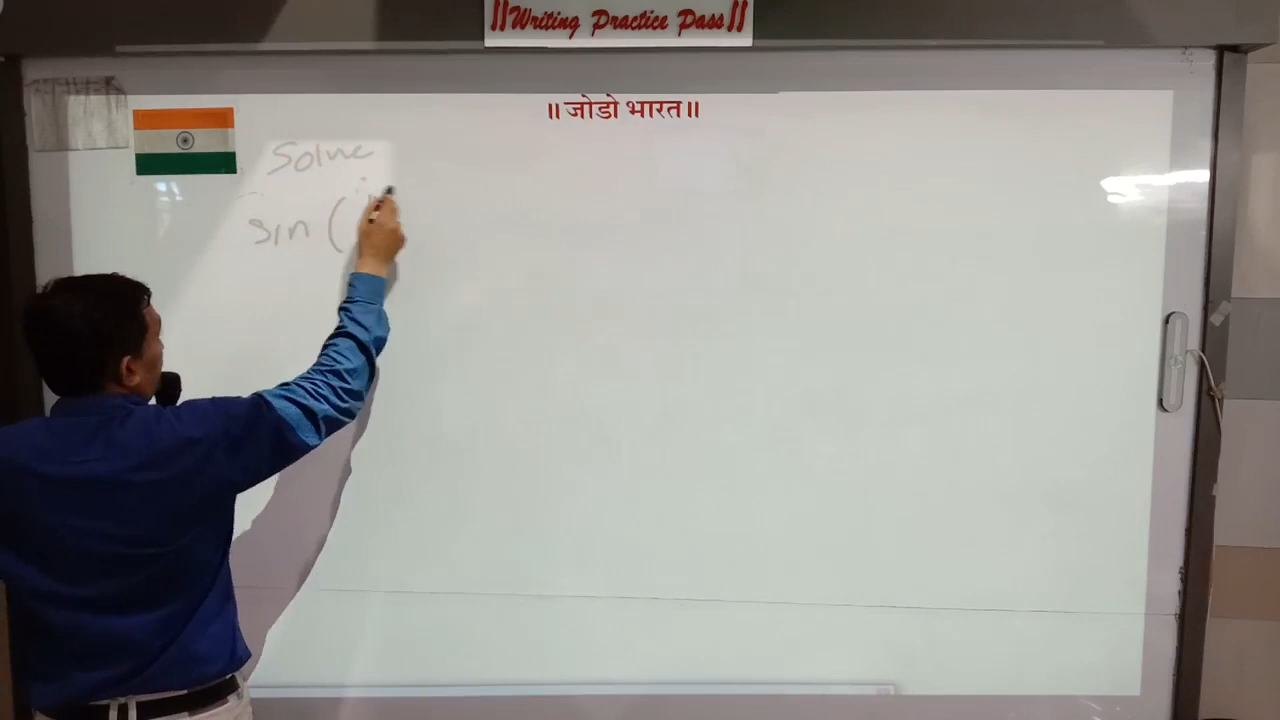 ||Writing Practice Pass||
॥ जोडो भारत॥
Solve
sin (